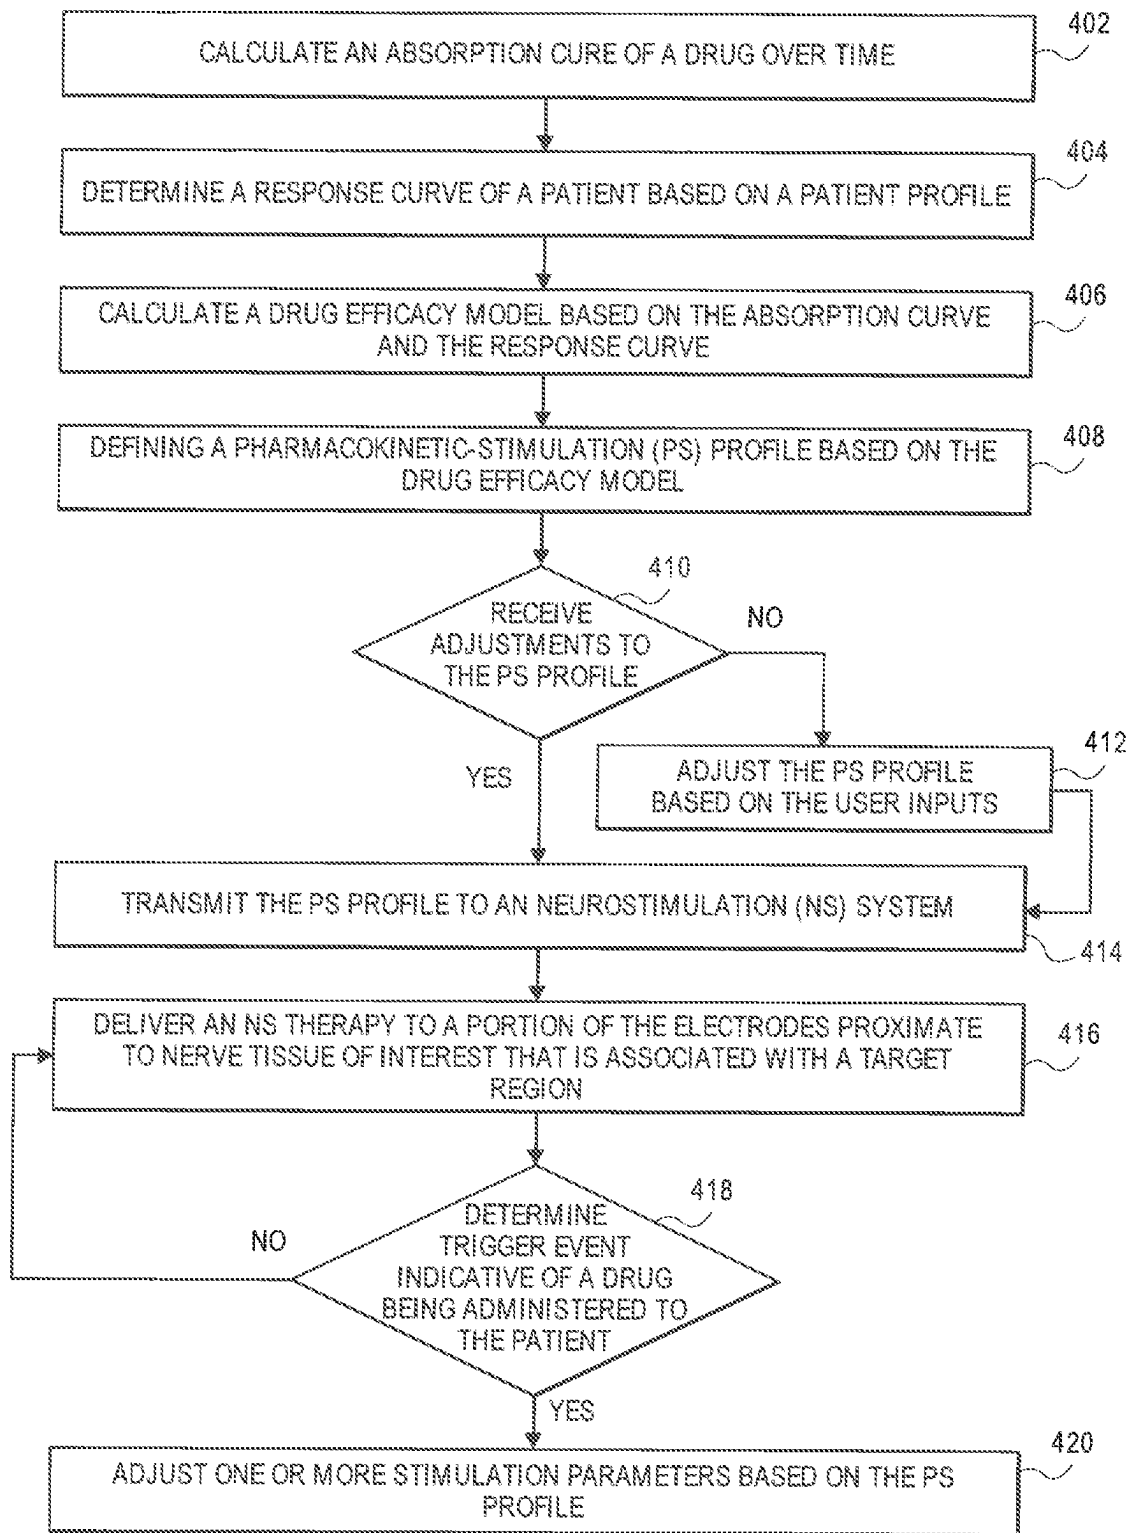 402
CALCULATE AN ABSORPTION CURE OF A DRUG OVER TIME
404
DETERMINE A RESPONSE CURVE OF A PATIENT BASED ON A PATIENT PROFILE
406
CALCULATE A DRUG EFFICACY MODEL BASED ON THE ABSORPTION CURVE
AND THE RESPONSE CURVE
408
DEFINING A PHARMACOKINETIC-STIMULATION (PS) PROFILE BASED ON THE
DRUG EFFICACY MODEL
410
RECEIVE
ADJUSTMENTS TO
THE PS PROFILE
NO
YES
412
ADJUST THE PS PROFILE
BASED ON THE USER INPUTS
TRANSMIT THE PS PROFILE TO AN NEUROSTIMULATION (NS) SYSTEM
414
DELIVER AN NS THERAPY TO A PORTION OF THE ELECTRODES PROXIMATE
TO NERVE TISSUE OF INTEREST THAT IS ASSOCIATED WITH A TARGET
REGION
416
418
DETERMINE
TRIGGER EVENT
INDICATIVE OF A DRUG
BEING ADMINISTERED TO
THE PATIENT
NO
YES
420
ADJUST ONE OR MORE STIMULATION PARAMETERS BASED ON THE PS
PROFILE